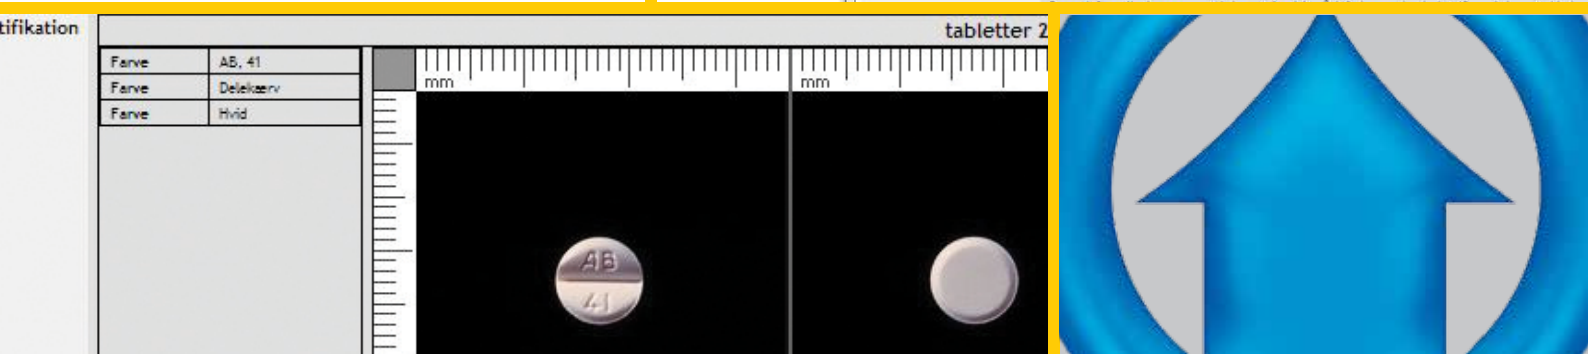 tifikation
tabletter 2
Farve AB, 41
Farve Delekærv
Farve Hvid
mm mm
AB
41